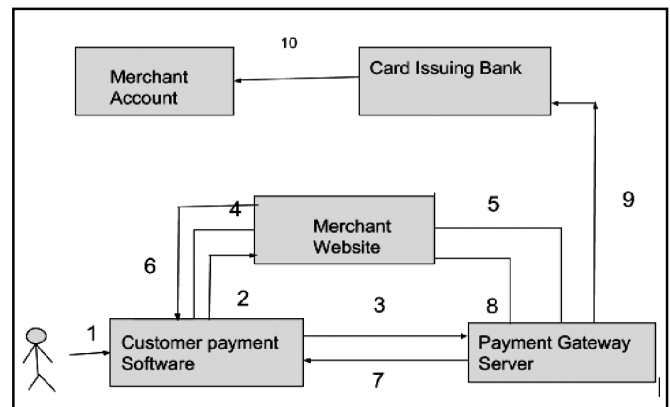 10
Merchant
Account
Card Issuing Bank
4
Merchant
Website
5
9
6
2
3
8
1
Customer payment
Software
Payment Gateway
Server
7